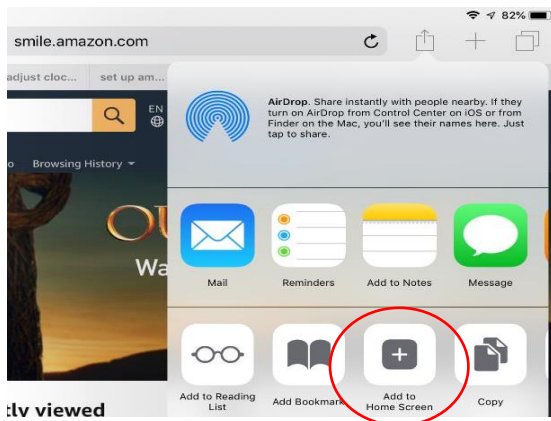 82%
smile.amazon.com
adjust cloc...
set up am...
EN
AirDrop. Share instantly with people nearby. If they
turn on AirDrop from Control Center on iOS or from
Finder on the Mac, you'll see their names here. Just
tap to share.
Browsing History
OU
Wa
Mail
Reminders
Add to Notes
Message
Add to Reading
List
Add Bookmark
Add to
Home Screen
Copy
tly viewed